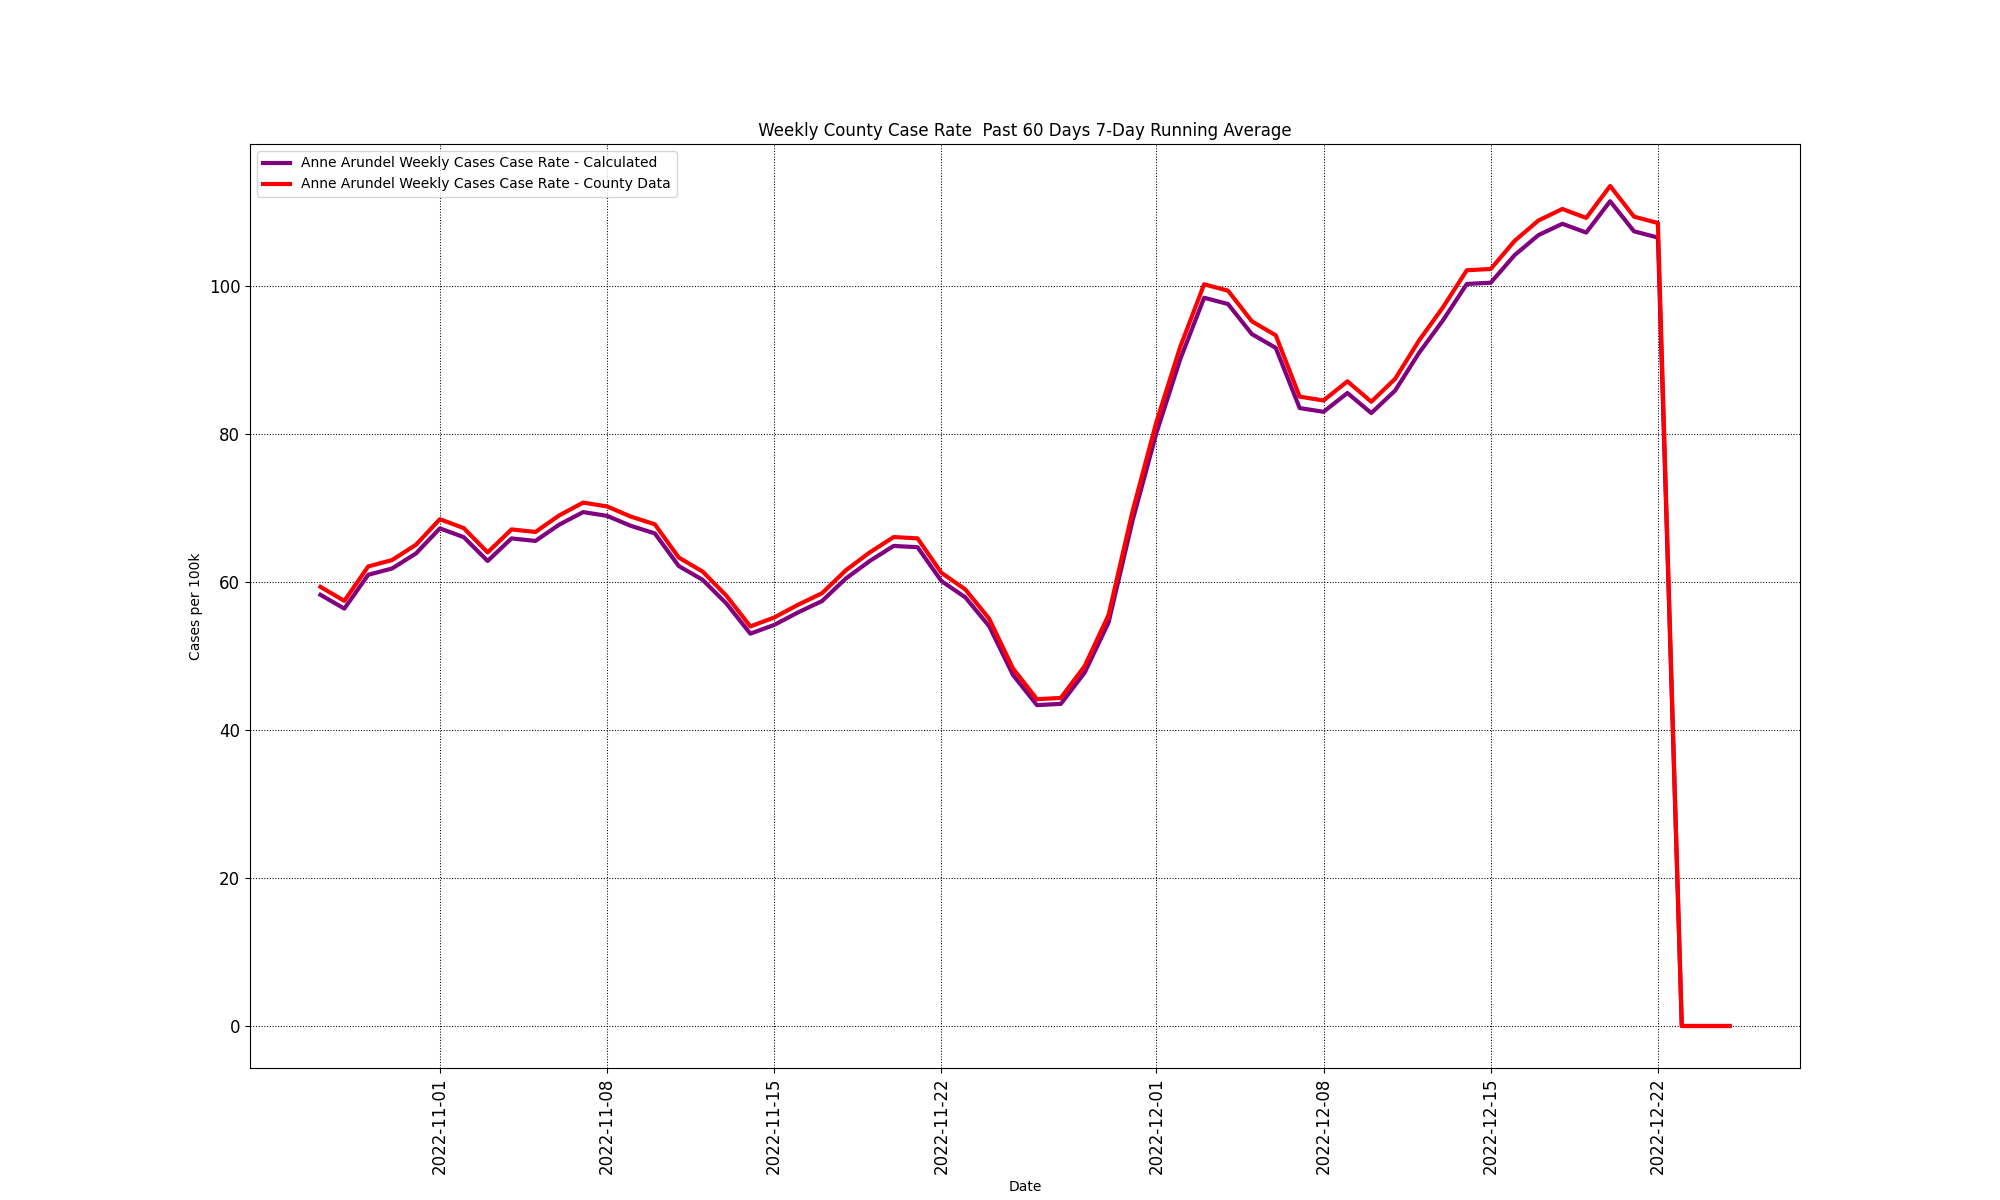 Weekly County Case Rate  Past 60 Days 7-Day Running Average
Anne Arundel Weekly Cases Case Rate - Calculated
Anne Arundel Weekly Cases Case Rate - County Data
Cases per 100k
100
80
60
40
20
0
2022-11-01
2022-11-08
2022-11-15
2022-11-22
2022-12-01
2022-12-08
2022-12-15
2022-12-22
Date